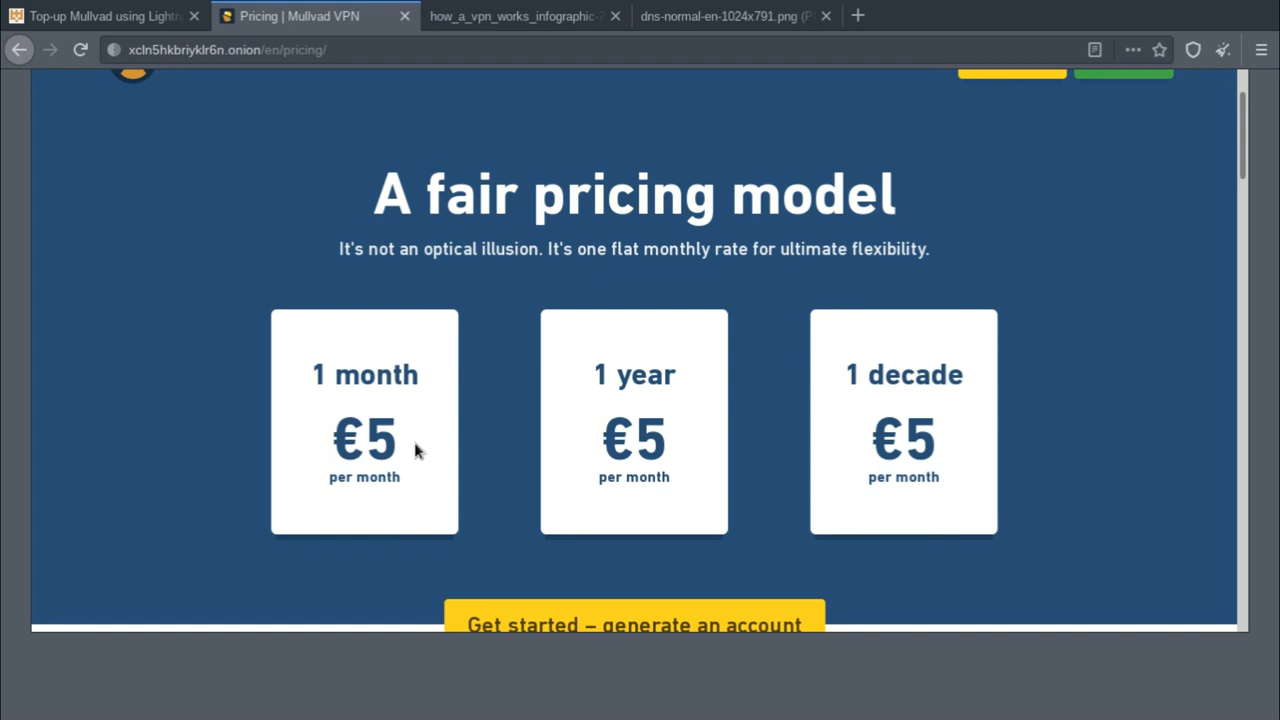 Top-up Mullvad using Lightn
Pricing | Mullvad VPN
how_a_vpn_works_infographic-7
dns-normal-en-1024x791.png (P
xcln5hkbriyklr6n.onion/en/pricing/
A fair pricing model
It's not an optical illusion. It's one flat monthly rate for ultimate flexibility.
1 month
€5
per month
1 year
€5
per month
1 decade
€5
per month
Get started – generate an account